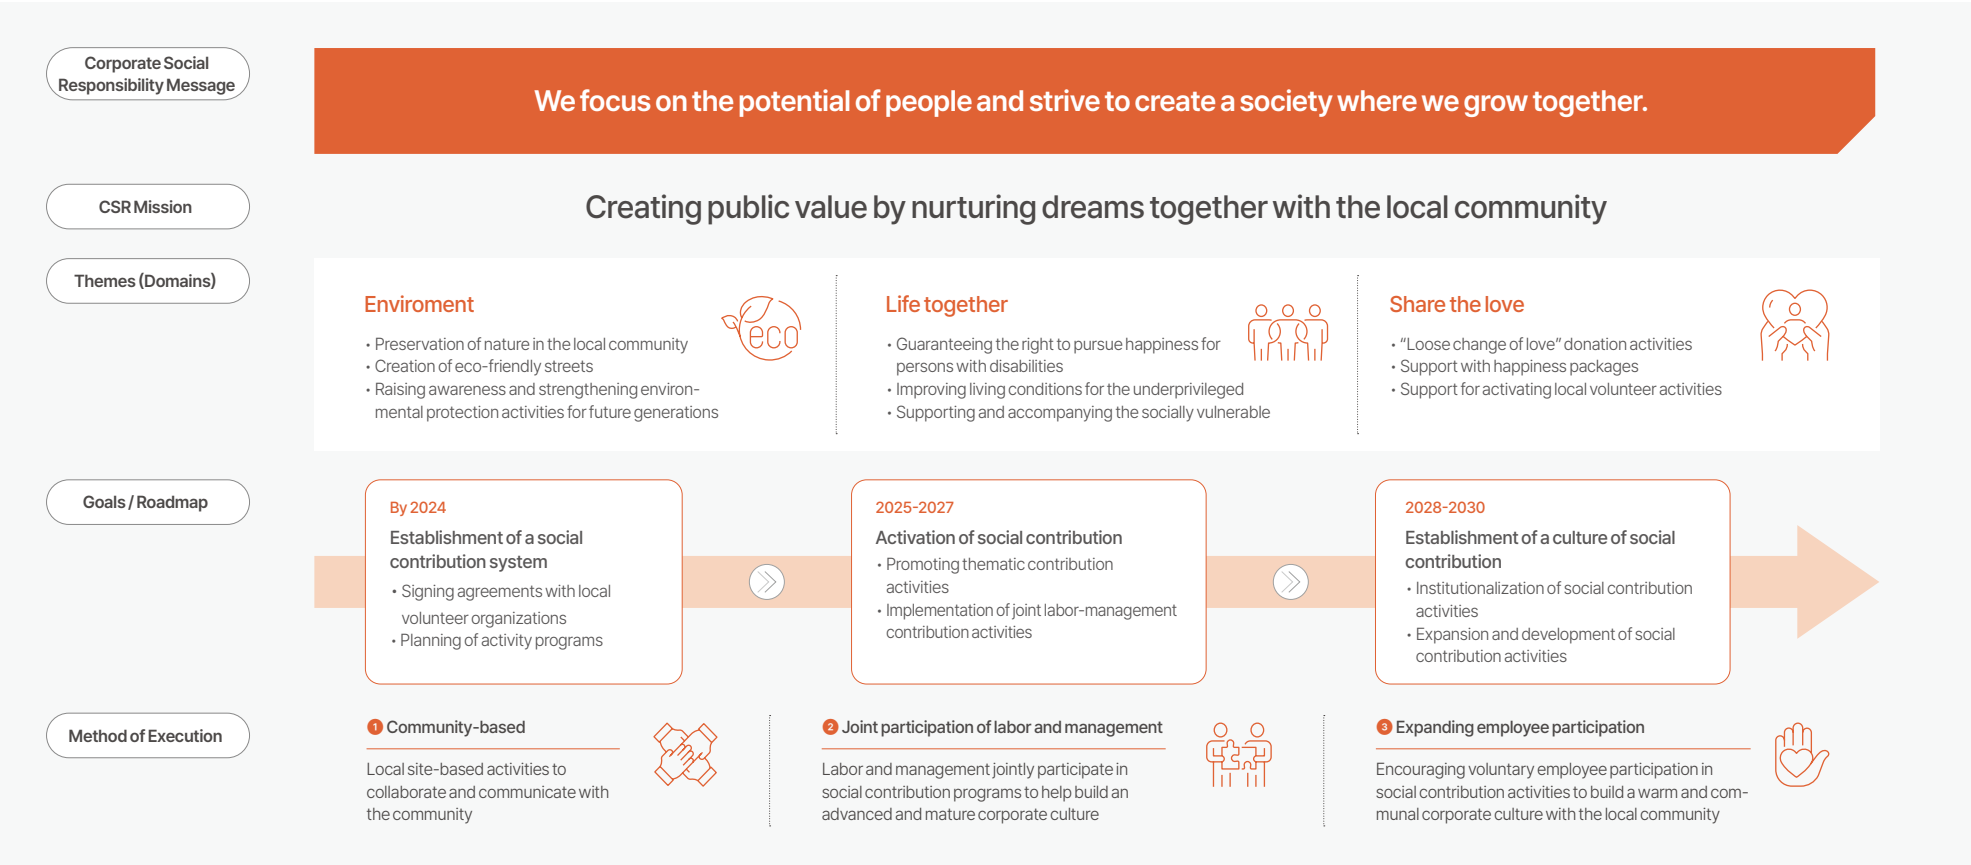 Corporate Social
Responsibility Message
We focus on the potential of people and strive to create a society where we grow together.
CSR Mission
Creating public value by nurturing dreams together with the local community
Themes (Domains)
Enviroment
• Preservation of nature in the local community
• Creation of eco-friendly streets
• Raising awareness and strengthening environ-
mental protection activities for future generations
eco
Life together
• Guaranteeing the right to pursue happiness for
persons with disabilities
• Improving living conditions for the underprivileged
• Supporting and accompanying the socially vulnerable
Share the love
• “Loose change of love” donation activities
• Support with happiness packages
• Support for activating local volunteer activities
Goals / Roadmap
By 2024
Establishment of a social
contribution system
• Signing agreements with local
volunteer organizations
• Planning of activity programs
2025-2027
Activation of social contribution
• Promoting thematic contribution
activities
• Implementation of joint labor-management
contribution activities
2028-2030
Establishment of a culture of social
contribution
• Institutionalization of social contribution
activities
• Expansion and development of social
contribution activities
Method of Execution
1 Community-based
Local site-based activities to
collaborate and communicate with
the community
2 Joint participation of labor and management
Labor and management jointly participate in
social contribution programs to help build an
advanced and mature corporate culture
3 Expanding employee participation
Encouraging voluntary employee participation in
social contribution activities to build a warm and com-
munal corporate culture with the local community